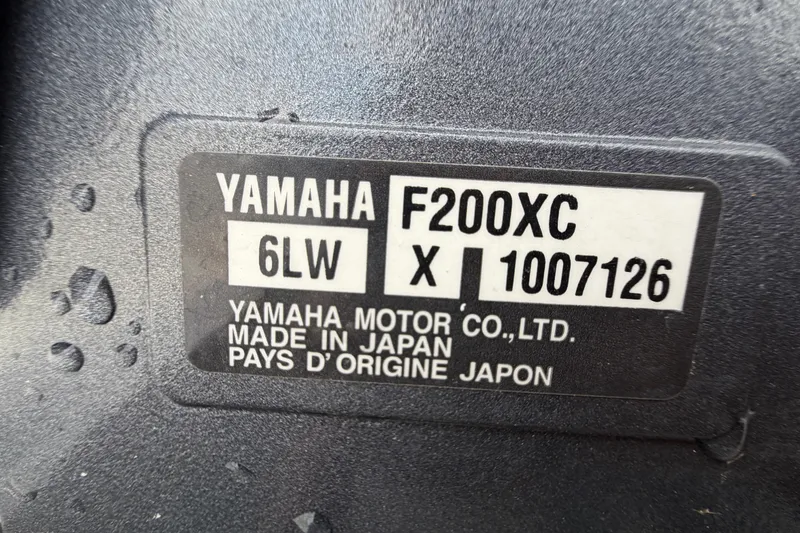 YAMAHA F200XC
6LW X 1007126
YAMAHA MOTOR CO.,LTD.
MADE IN JAPAN
PAYS D'ORIGINE JAPON